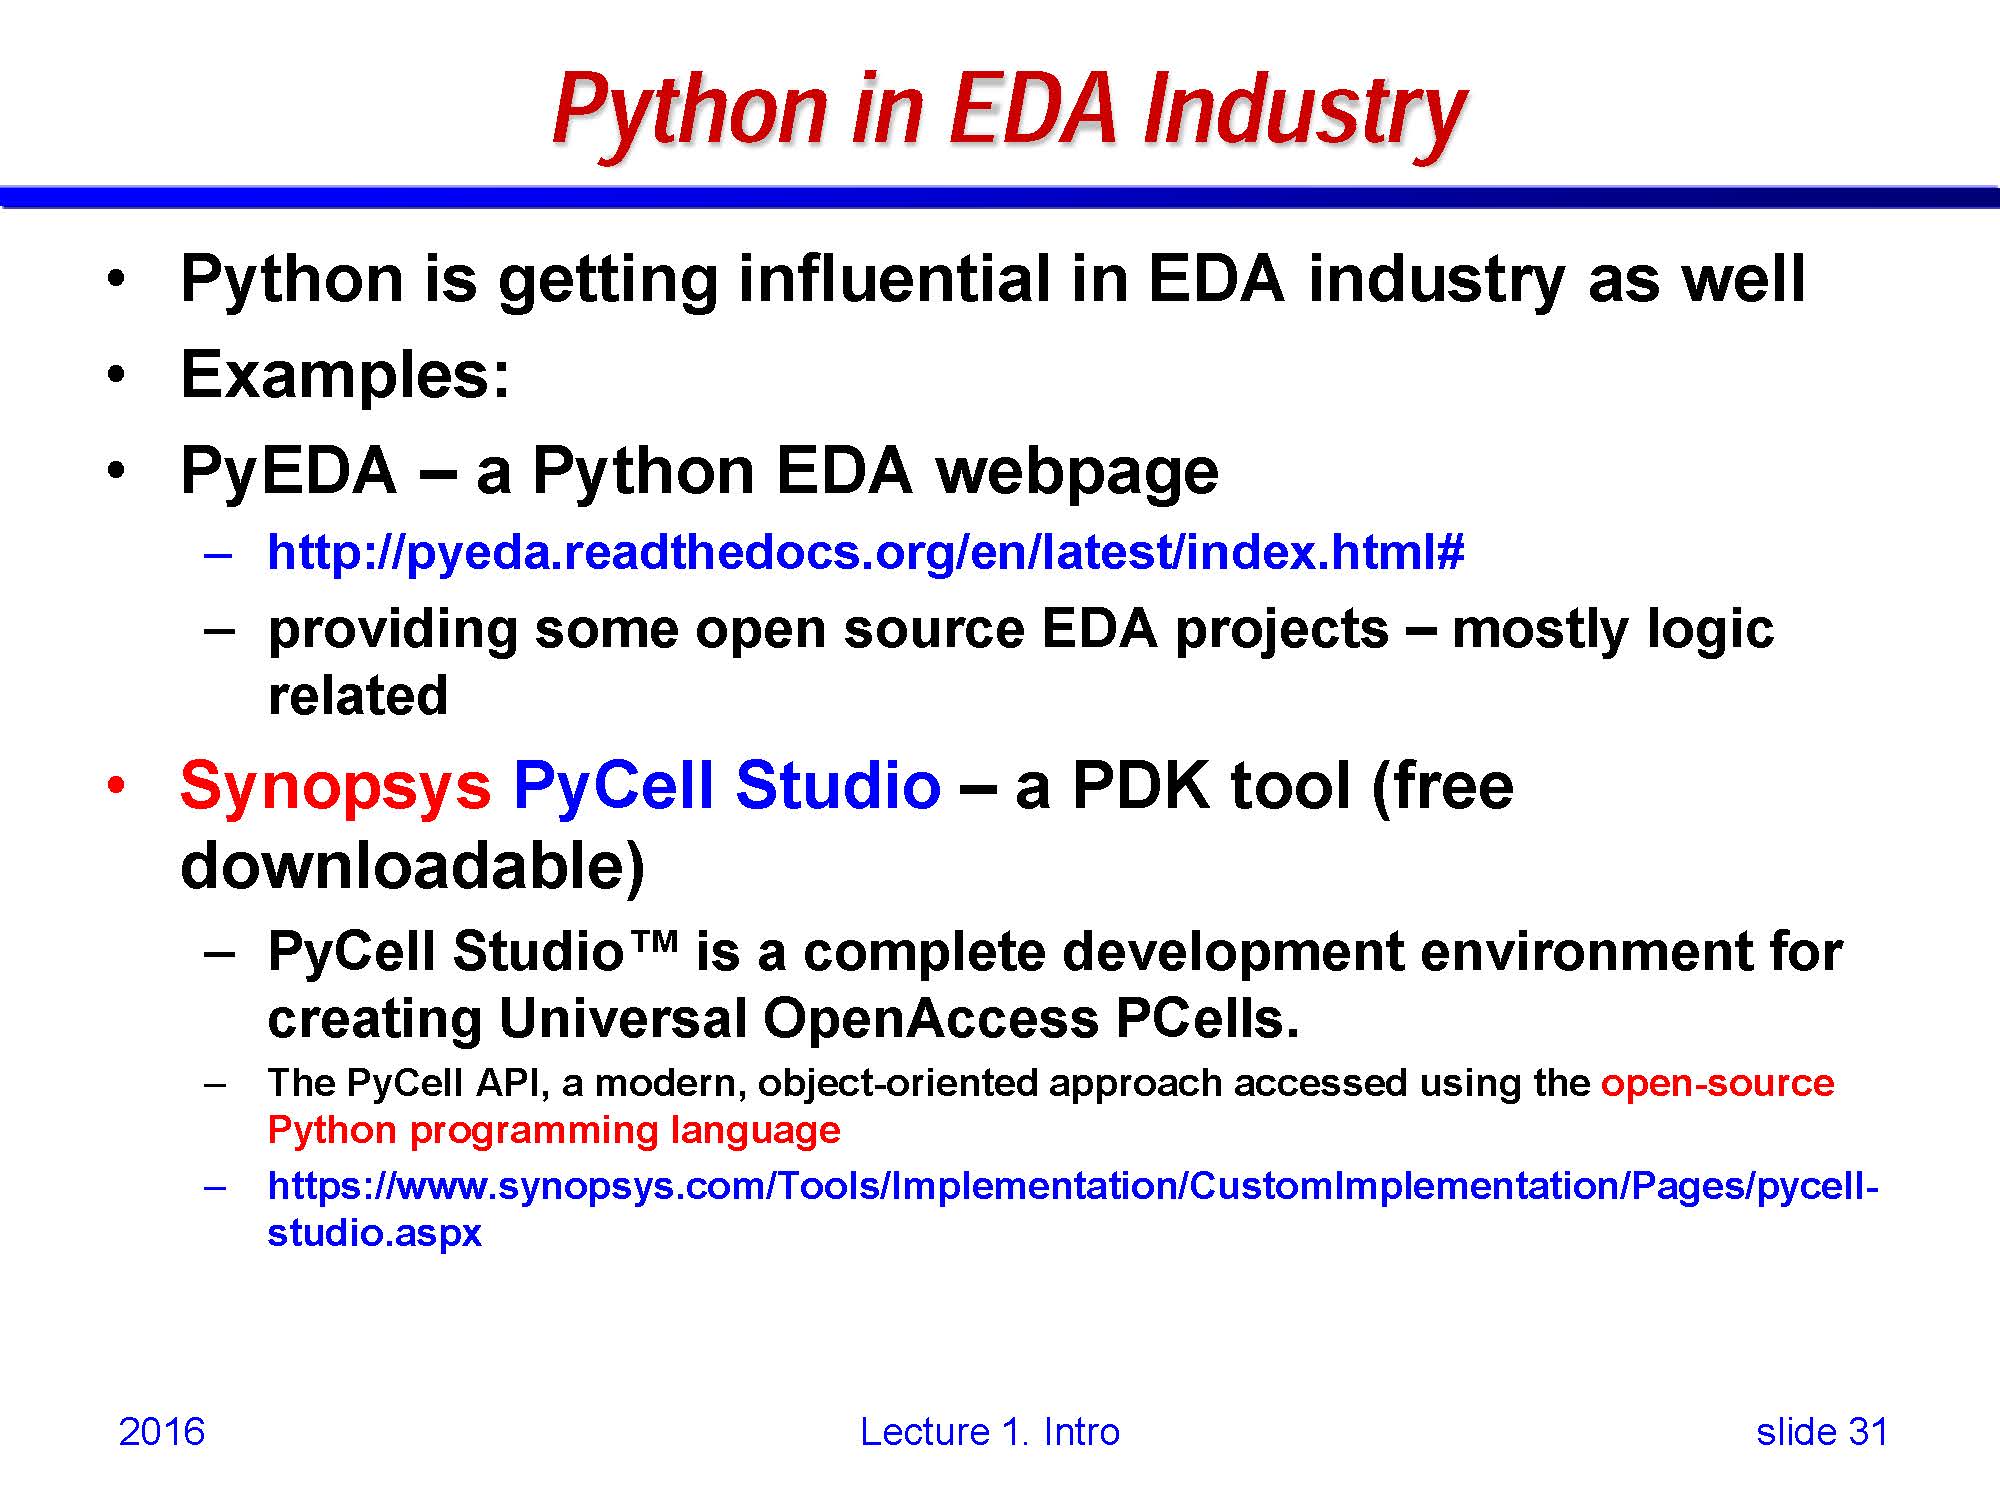 Python in EDA Industry
• Python is getting influential in EDA industry as well
• Examples:
• PyEDA – a Python EDA webpage
– http://pyeda.readthedocs.org/en/latest/index.html#
– providing some open source EDA projects – mostly logic
related
• Synopsys PyCell Studio – a PDK tool (free
downloadable)
– PyCell Studio™ is a complete development environment for
creating Universal OpenAccess PCells.
– The PyCell API, a modern, object-oriented approach accessed using the open-source
Python programming language
– https://www.synopsys.com/Tools/Implementation/CustomImplementation/Pages/pycell-
studio.aspx
2016 Lecture 1. Intro slide 31